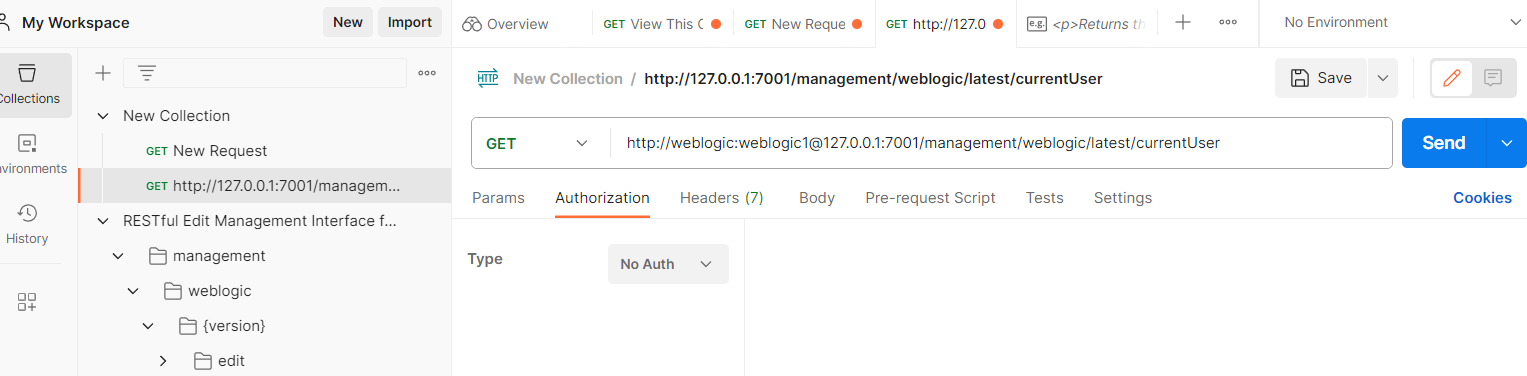 My Workspace
New
Import
Overview
GET View This C
GET New Reque
GET http://127.0
e.g. <p>Returns th
No Environment
Collections
New Collection / http://127.0.0.1:7001/management/weblogic/latest/currentUser
HTTP
Save
New Collection
GET New Request
GET http://127.0.0.1:7001/managem...
GET
http://weblogic:weblogic1@127.0.0.1:7001/management/weblogic/latest/currentUser
Send
nvironments
Params
Authorization
Headers (7)
Body
Pre-request Script
Tests
Settings
Cookies
History
RESTful Edit Management Interface f...
management
weblogic
{version}
edit
Type
No Auth